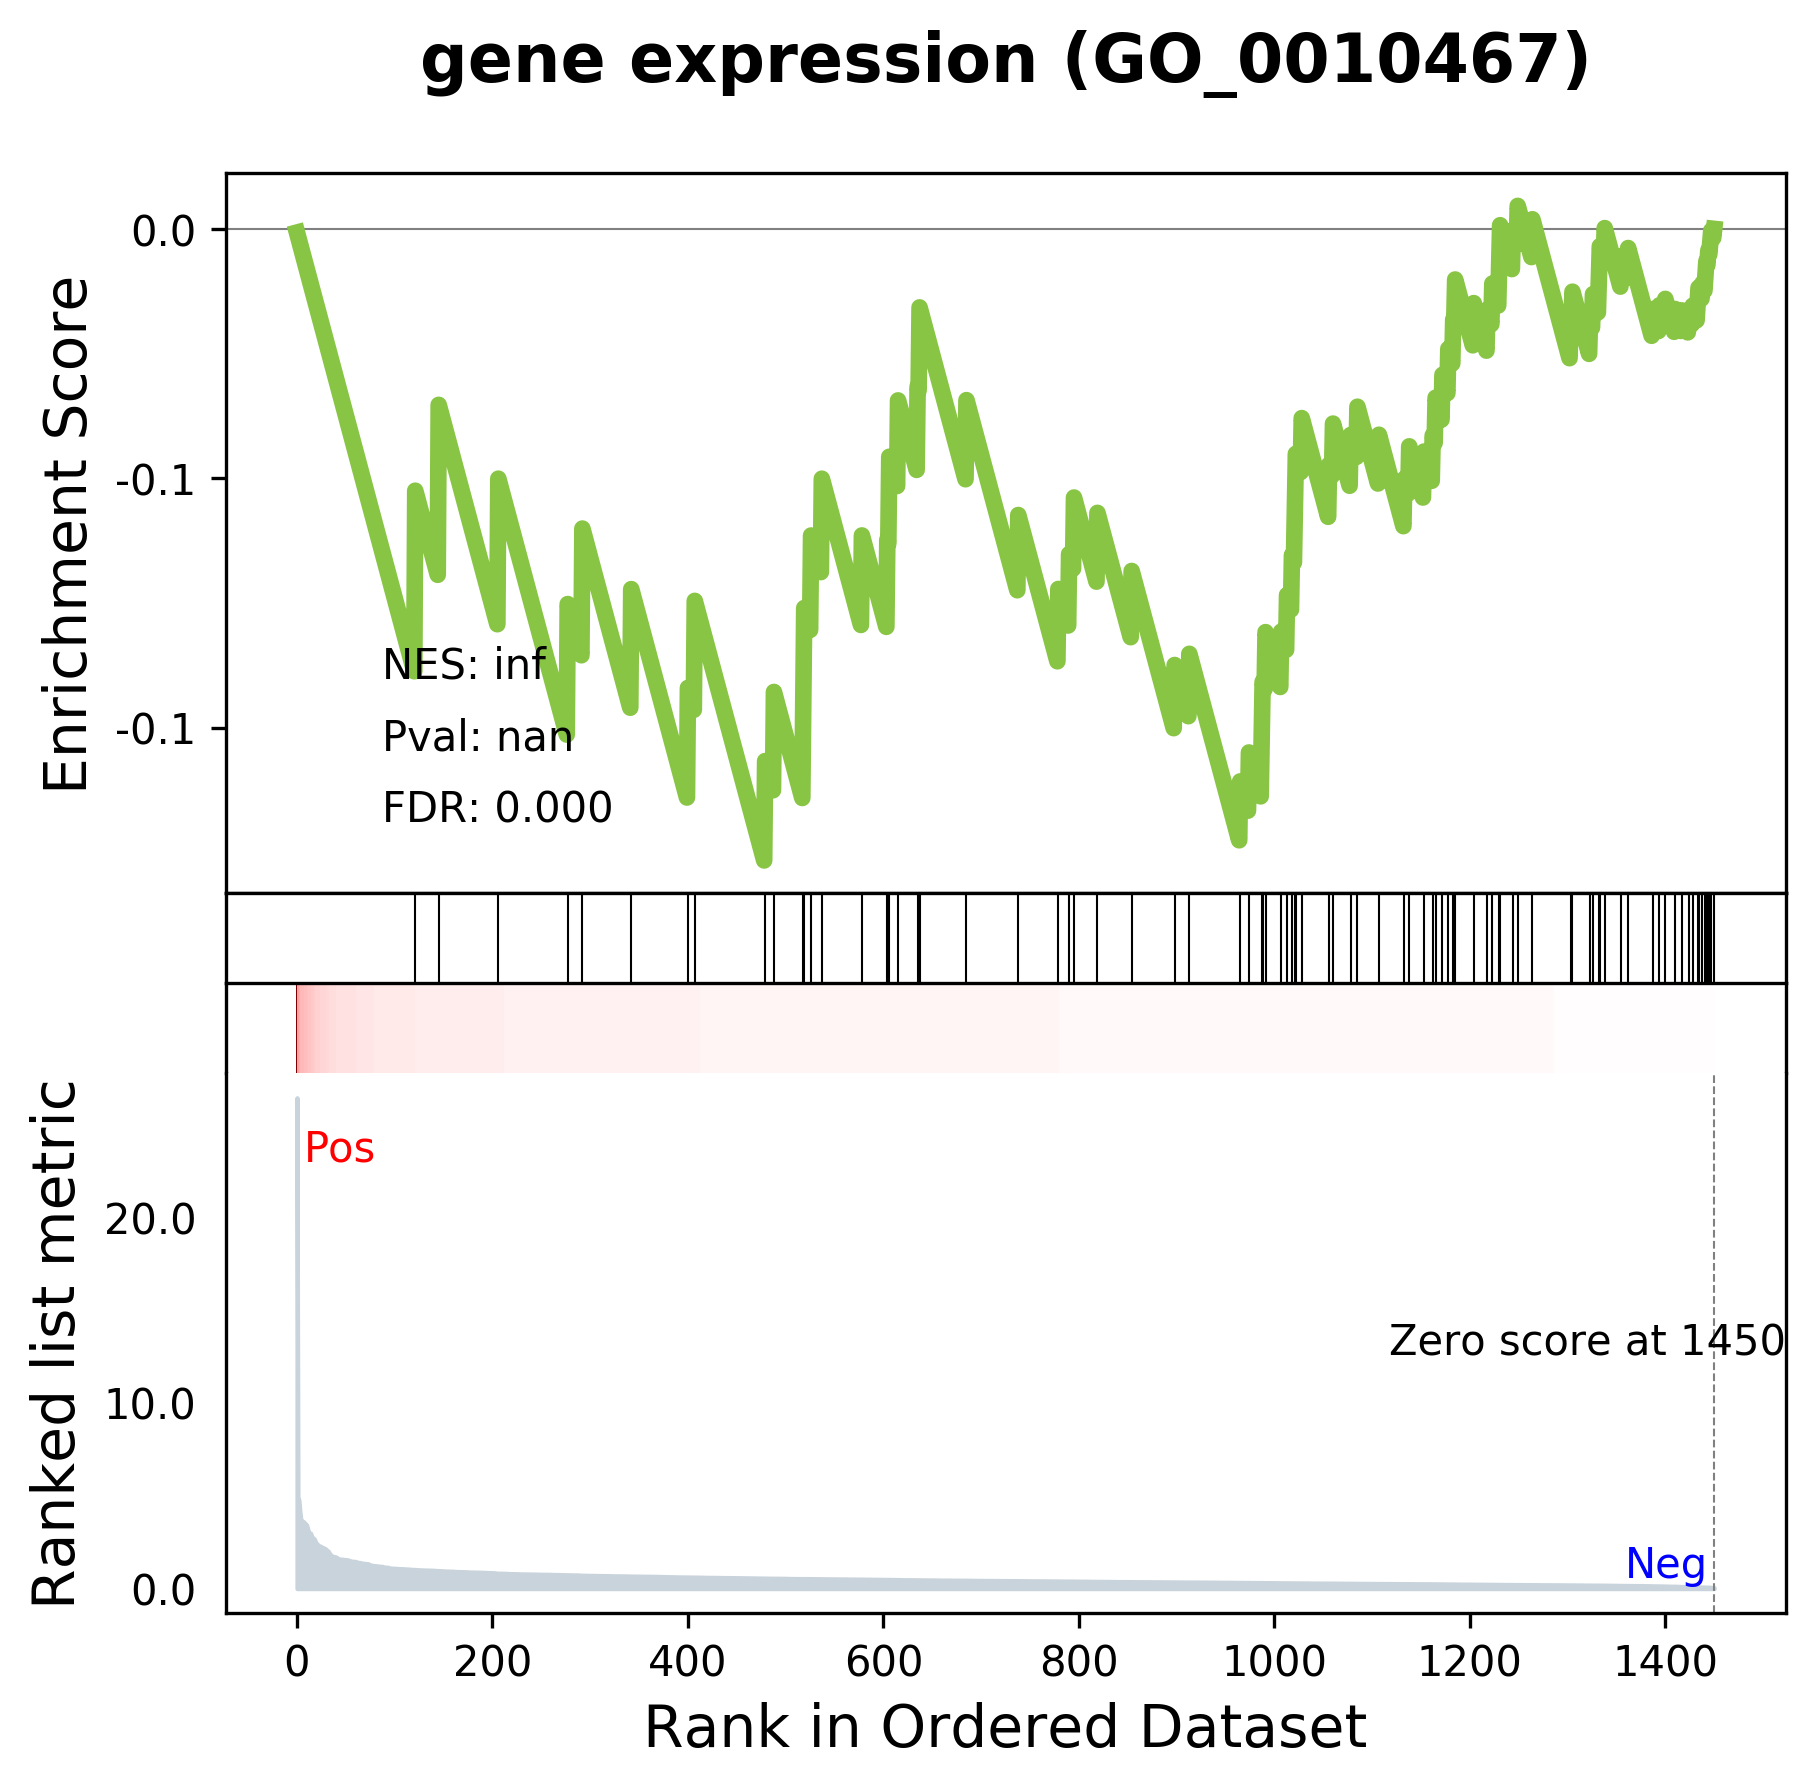 gene expression (GO_0010467)
Enrichment Score
0.0
-0.1
-0.1
NES: inf
Pval: nan
FDR: 0.000
Ranked list metric
Pos
20.0
10.0
0.0
Zero score at 1450
Neg
0 200 400 600 800 1000 1200 1400
Rank in Ordered Dataset